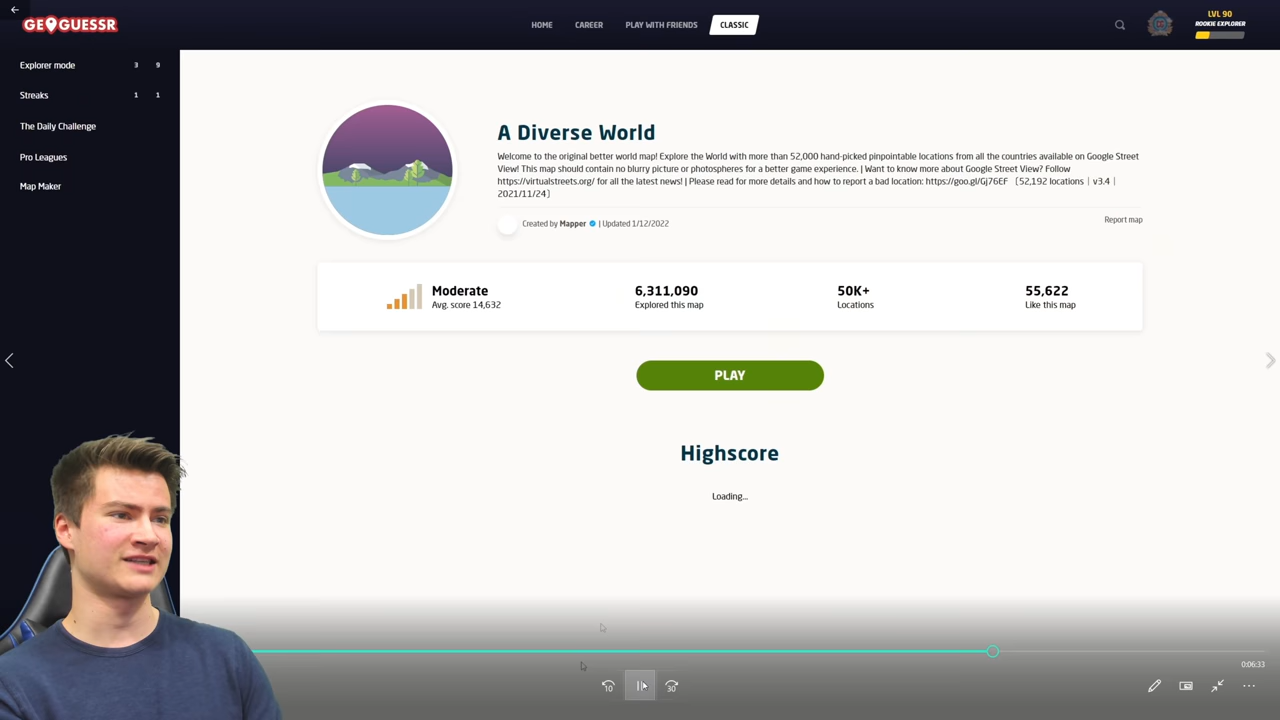 GEOGUESSR
HOME CAREER PLAY WITH FRIENDS CLASSIC
LVL 90
ROOKIE EXPLORER
Explorer mode 3 9
Streaks 1 1
The Daily Challenge
Pro Leagues
Map Maker
A Diverse World
Welcome to the original better world map! Explore the World with more than 52,000 hand-picked pinpointable locations from all the countries available on Google Street
View! This map should contain no blurry picture or photospheres for a better game experience. | Want to know more about Google Street View? Follow
https://virtualstreets.org/ for all the latest news! | Please read for more details and how to report a bad location: https://goo.gl/Gj76EF [52,192 locations | v3.4 |
2021/11/24]
Created by Mapper | Updated 1/12/2022
Report map
Moderate
Avg. score 14,632
6,311,090
Explored this map
50K+
Locations
55,622
Like this map
PLAY
Highscore
Loading...
0:06:33
10 30